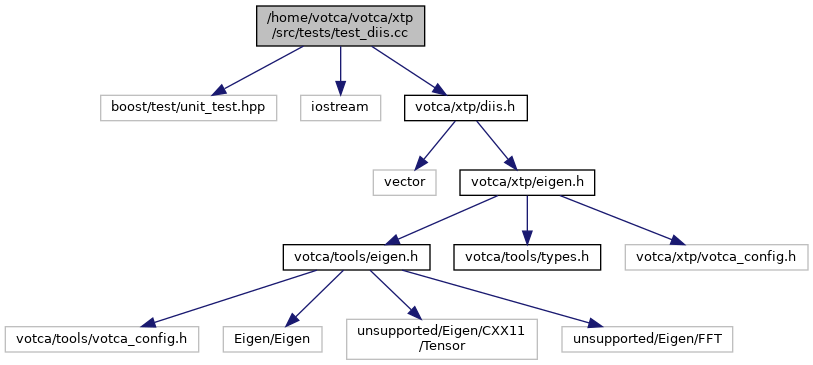 /home/votca/votca/xtp
/src/tests/test_diis.cc
boost/test/unit_test.hpp
iostream
votca/xtp/diis.h
vector
votca/xtp/eigen.h
votca/tools/eigen.h
votca/tools/types.h
votca/xtp/votca_config.h
votca/tools/votca_config.h
Eigen/Eigen
unsupported/Eigen/CXX11
/Tensor
unsupported/Eigen/FFT